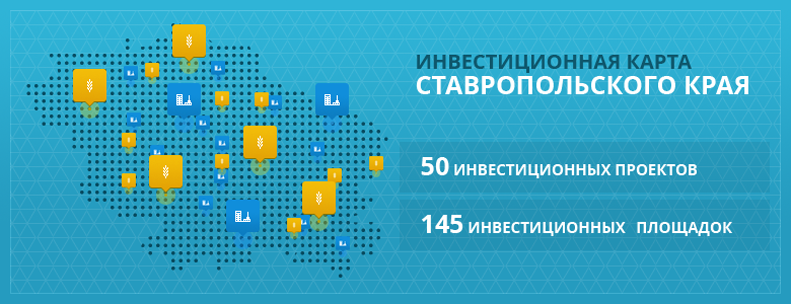 ИНВЕСТИЦИОННАЯ КАРТА
СТАВРОПОЛЬСКОГО КРАЯ
50 ИНВЕСТИЦИОННЫХ ПРОЕКТОВ
145 ИНВЕСТИЦИОННЫХ ПЛОЩАДОК